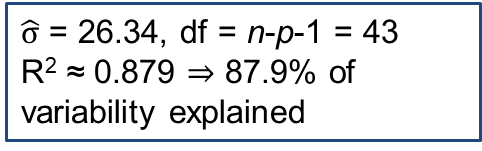 σ̂ = 26.34, df = n-p-1 = 43
R² ≈ 0.879 ⇒ 87.9% of
variability explained